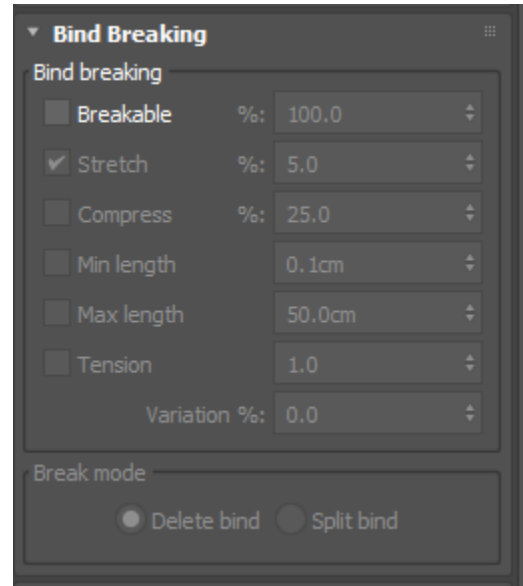 Bind Breaking
Bind breaking
Breakable %: 100.0
Stretch %: 5.0
Compress %: 25.0
Min length 0.1cm
Max length 50.0cm
Tension 1.0
Variation %: 0.0
Break mode
Delete bind Split bind